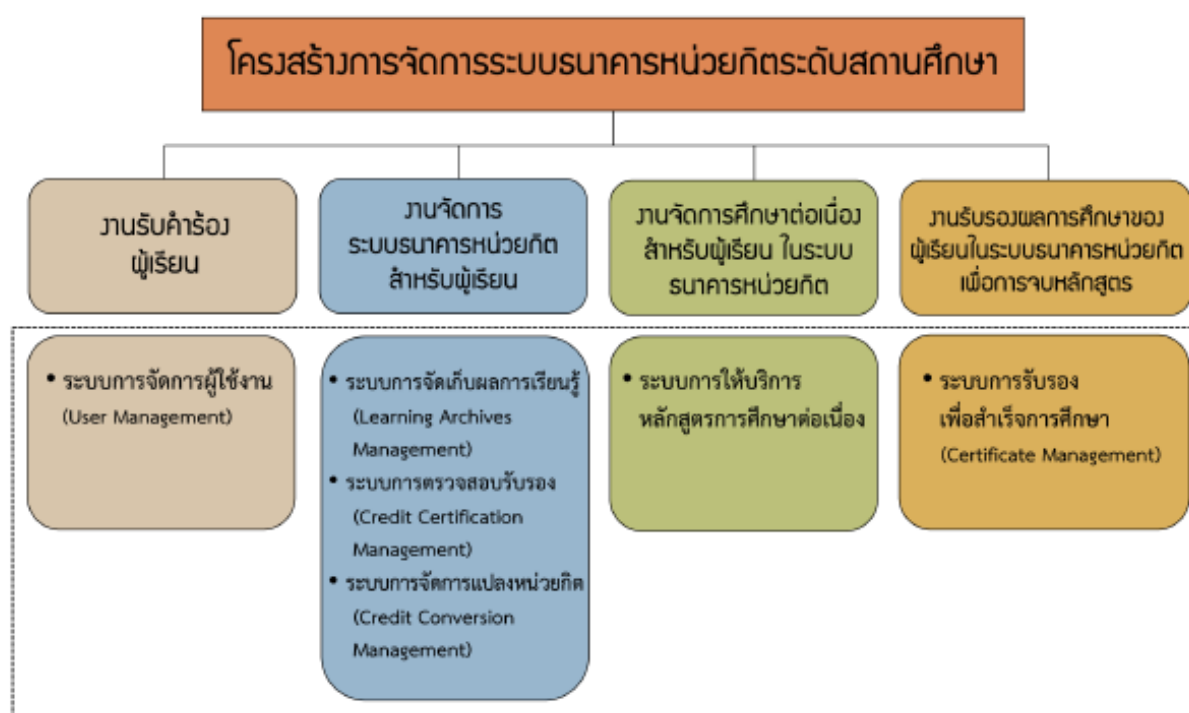 โครงสร้างการจัดการระบบธนาคารหน่วยกิตระดับสถานศึกษา
งานรับคำร้อง
ผู้เรียน
งานจัดการ
ระบบธนาคารหน่วยกิต
สำหรับผู้เรียน
งานจัดการศึกษาต่อเนื่อง
สำหรับผู้เรียน ในระบบ
ธนาคารหน่วยกิต
งานรับรองผลการศึกษาของ
ผู้เรียนในระบบธนาคารหน่วยกิต
เพื่อการจบหลักสูตร
• ระบบการจัดการผู้ใช้งาน
(User Management)
• ระบบการจัดเก็บผลการเรียนรู้
(Learning Archives
Management)
• ระบบการตรวจสอบรับรอง
(Credit Certification
Management)
• ระบบการจัดการแปลงหน่วยกิต
(Credit Conversion
Management)
• ระบบการให้บริการ
หลักสูตรการศึกษาต่อเนื่อง
• ระบบการรับรอง
เพื่อสำเร็จการศึกษา
(Certificate Management)